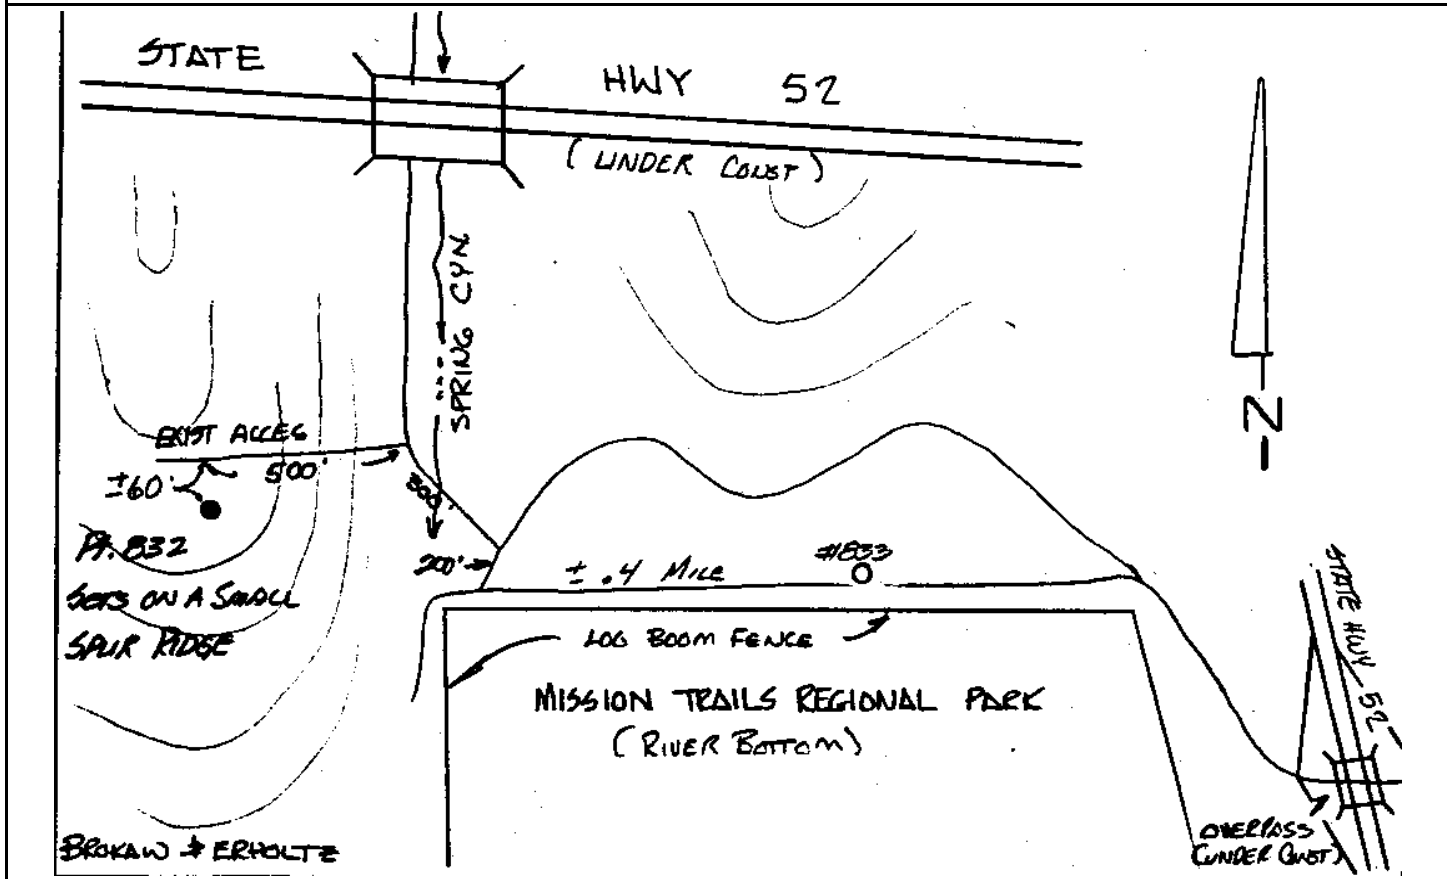 STATE HWY 52
(UNDER CONST)
SPRING CYN.
EXIST ACCES
500'
±60'
300'
PT. 832
SETS ON A SMALL
SPUR RIDGE
200'
± .4 MILE
#833
LOG BOOM FENCE
MISSION TRAILS REGIONAL PARK
(RIVER BOTTOM)
N
STATE HWY 52
OVERPASS
(UNDER CONST)
BROKAW & ERHOLTZ